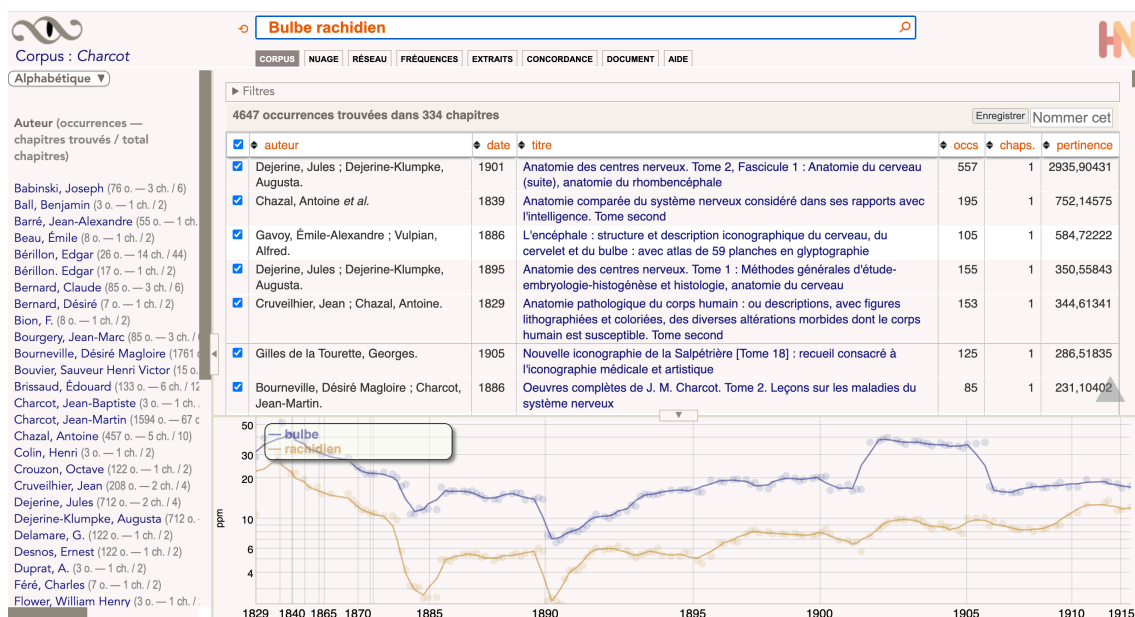 ⟲ Bulbe rachidien
HN
Corpus : Charcot
CORPUS NUAGE RÉSEAU FRÉQUENCES EXTRAITS CONCORDANCE DOCUMENT AIDE
Alphabétique ▼
Auteur (occurrences —
chapitres trouvés / total
chapitres)
Babinski, Joseph (76 o. — 3 ch. / 6)
Ball, Benjamin (3 o. — 1 ch. / 2)
Barré, Jean-Alexandre (55 o. — 1 ch.
Beau, Émile (8 o. — 1 ch. / 2)
Bérillon, Edgar (26 o. — 14 ch. / 44)
Bérillon. Edgar (17 o. — 1 ch. / 2)
Bernard, Claude (85 o. — 3 ch. / 6)
Bernard, Désiré (7 o. — 1 ch. / 2)
Bion, F. (8 o. — 1 ch. / 2)
Bourgery, Jean-Marc (85 o. — 3 ch. /
Bourneville, Désiré Magloire (1761
Bouvier, Sauveur Henri Victor (15 o.
Brissaud, Édouard (133 o. — 6 ch. / 12
Charcot, Jean-Baptiste (3 o. — 1 ch.
Charcot, Jean-Martin (1594 o. — 67 c
Chazal, Antoine (457 o. — 5 ch. / 10)
Colin, Henri (3 o. — 1 ch. / 2)
Crouzon, Octave (122 o. — 1 ch. / 2)
Cruveilhier, Jean (208 o. — 2 ch. / 4)
Dejerine, Jules (712 o. — 2 ch. / 4)
Dejerine-Klumpke, Augusta (712 o. -
Delamare, G. (122 o. — 1 ch. / 2)
Desnos, Ernest (122 o. — 1 ch. / 2)
Duprat, A. (3 o. — 1 ch. / 2)
Féré, Charles (7 o. — 1 ch. / 2)
Flower, William Henry (3 o. — 1 ch. /
▶ Filtres
4647 occurrences trouvées dans 334 chapitres
Enregistrer Nommer cet
auteur date titre occs chaps. pertinence
Dejerine, Jules ; Dejerine-Klumpke, 1901 Anatomie des centres nerveux. Tome 2, Fascicule 1 : Anatomie du cerveau 557 1 2935,90431
Augusta. (suite), anatomie du rhombencéphale
Chazal, Antoine et al. 1839 Anatomie comparée du système nerveux considéré dans ses rapports avec 195 1 752,14575
l'intelligence. Tome second
Gavoy, Émile-Alexandre ; Vulpian, 1886 L'encéphale : structure et description iconographique du cerveau, du 105 1 584,72222
Alfred. cervelet et du bulbe : avec atlas de 59 planches en glyptographie
Dejerine, Jules ; Dejerine-Klumpke, 1895 Anatomie des centres nerveux. Tome 1 : Méthodes générales d'étude- 155 1 350,55843
Augusta. embryologie-histogénèse et histologie, anatomie du cerveau
Cruveilhier, Jean ; Chazal, Antoine. 1829 Anatomie pathologique du corps humain : ou descriptions, avec figures 153 1 344,61341
lithographiées et coloriées, des diverses altérations morbides dont le corps
humain est susceptible. Tome second
Gilles de la Tourette, Georges. 1905 Nouvelle iconographie de la Salpétrière [Tome 18] : recueil consacré à 125 1 286,51835
l'iconographie médicale et artistique
Bourneville, Désiré Magloire ; Charcot, 1886 Oeuvres complètes de J. M. Charcot. Tome 2. Leçons sur les maladies du 85 1 231,10402
Jean-Martin. système nerveux
▼
bulbe
rachidien
50
30
20
10
6
4
ppm
1829 1840 1865 1870 1885 1890 1895 1900 1905 1910 1915